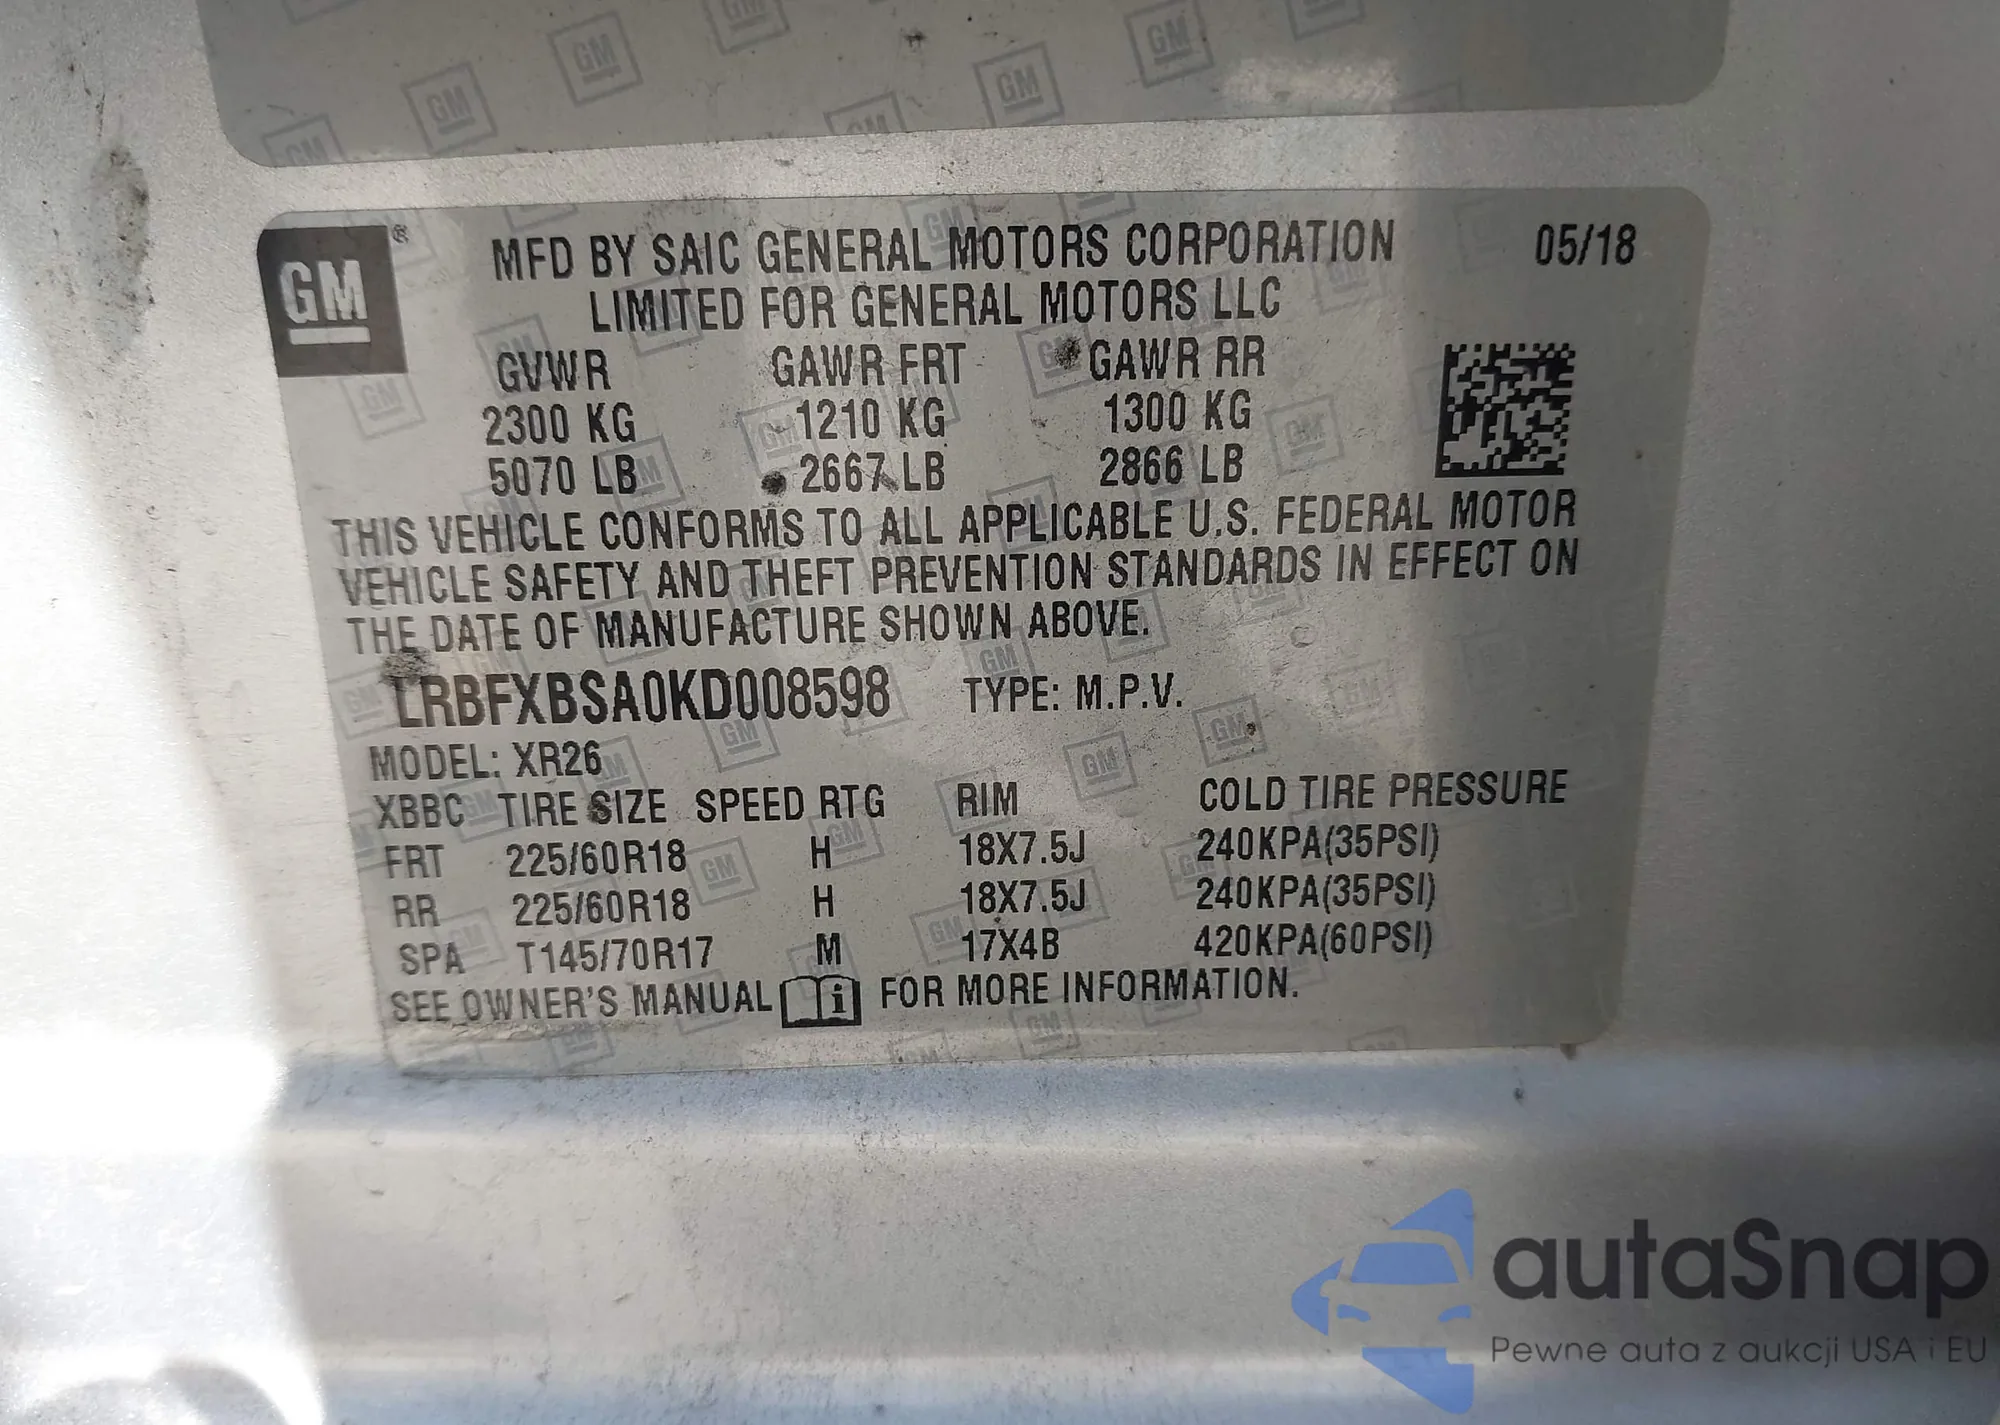 GM ®
MFD BY SAIC GENERAL MOTORS CORPORATION 05/18
LIMITED FOR GENERAL MOTORS LLC
GVWR GAWR FRT GAWR RR
2300 KG 1210 KG 1300 KG
5070 LB 2667 LB 2866 LB
THIS VEHICLE CONFORMS TO ALL APPLICABLE U.S. FEDERAL MOTOR
VEHICLE SAFETY AND THEFT PREVENTION STANDARDS IN EFFECT ON
THE DATE OF MANUFACTURE SHOWN ABOVE.
LRBFXBSA0KD008598 TYPE: M.P.V.
MODEL: XR26
XBBC TIRE SIZE SPEED RTG RIM COLD TIRE PRESSURE
FRT 225/60R18 H 18X7.5J 240KPA(35PSI)
RR 225/60R18 H 18X7.5J 240KPA(35PSI)
SPA T145/70R17 M 17X4B 420KPA(60PSI)
SEE OWNER'S MANUAL i FOR MORE INFORMATION.
autaSnap
Pewne auta z aukcji USA i EU